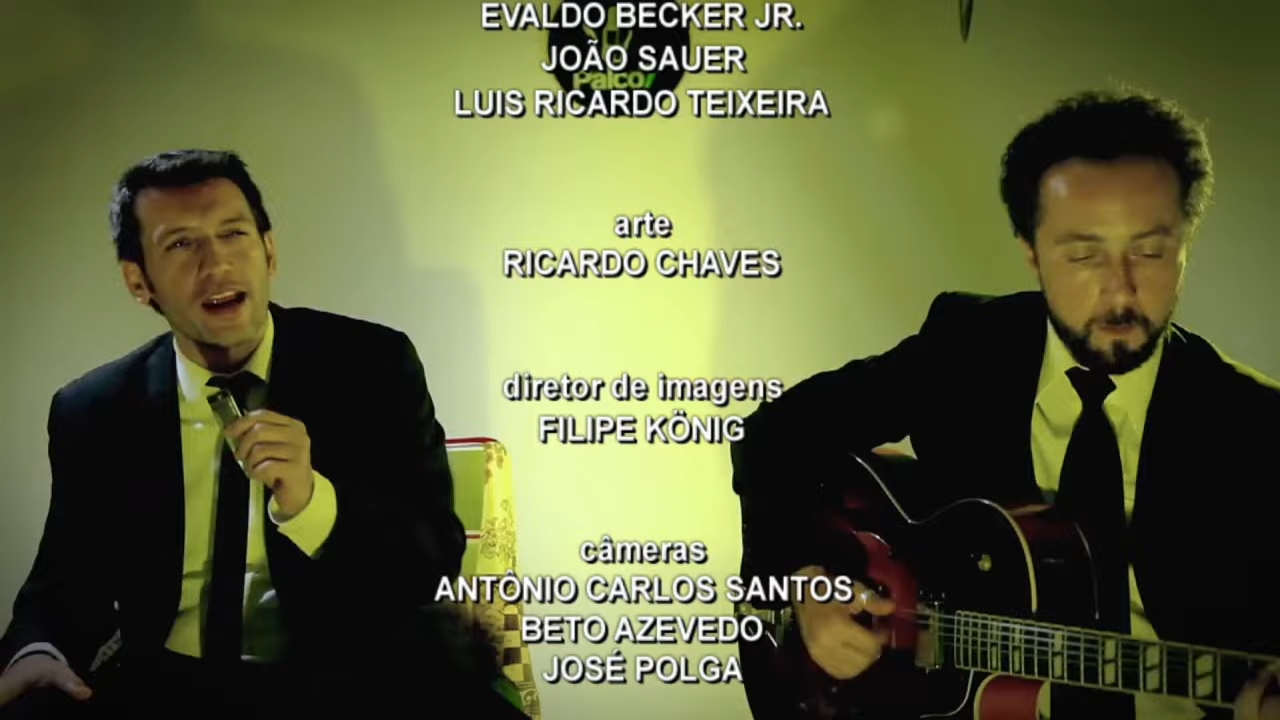 EVALDO BECKER JR.
JOÃO SAUER
Palco
LUIS RICARDO TEIXEIRA
arte
RICARDO CHAVES
diretor de imagens
FILIPE KÖNIG
câmeras
ANTÔNIO CARLOS SANTOS
BETO AZEVEDO
JOSÉ POLGA